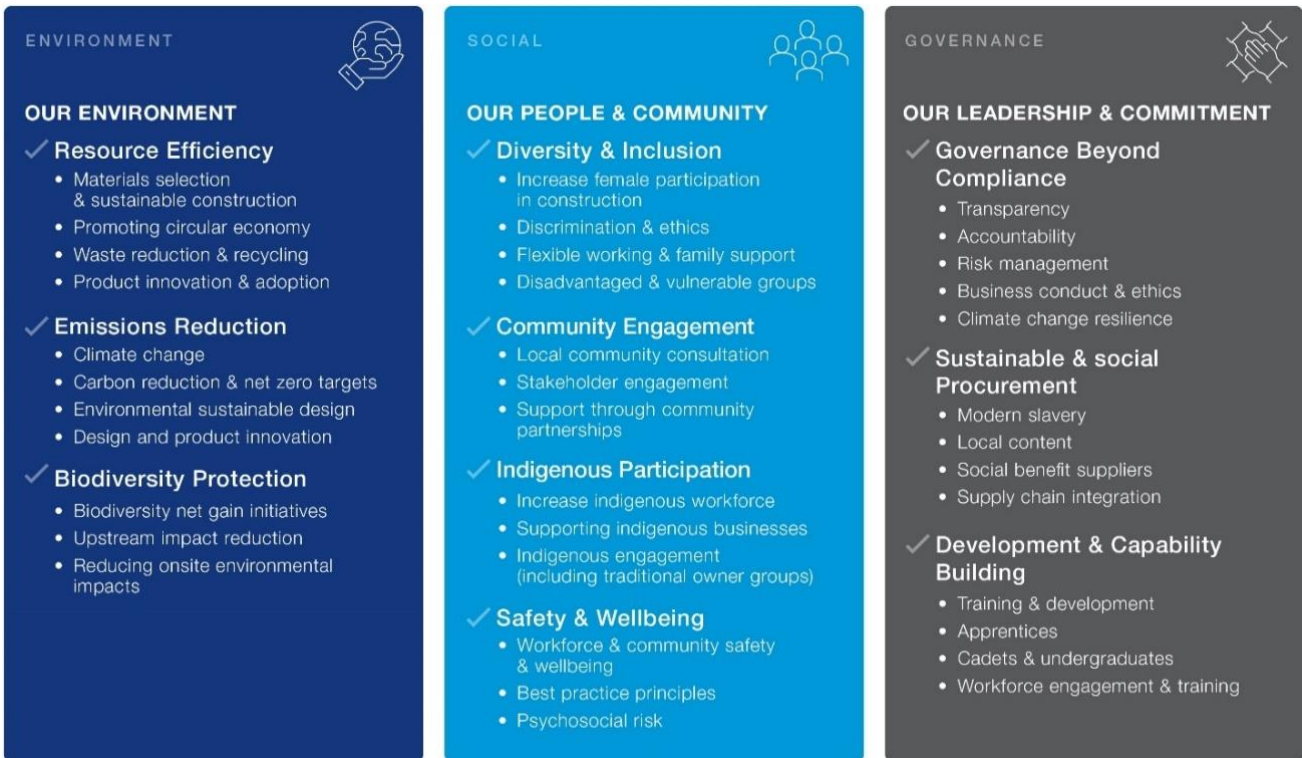 ENVIRONMENT
OUR ENVIRONMENT
Resource Efficiency
• Materials selection
& sustainable construction
• Promoting circular economy
• Waste reduction & recycling
• Product innovation & adoption
Emissions Reduction
• Climate change
• Carbon reduction & net zero targets
• Environmental sustainable design
• Design and product innovation
Biodiversity Protection
• Biodiversity net gain initiatives
• Upstream impact reduction
• Reducing onsite environmental
impacts
SOCIAL
OUR PEOPLE & COMMUNITY
Diversity & Inclusion
• Increase female participation
in construction
• Discrimination & ethics
• Flexible working & family support
• Disadvantaged & vulnerable groups
Community Engagement
• Local community consultation
• Stakeholder engagement
• Support through community
partnerships
Indigenous Participation
• Increase indigenous workforce
• Supporting indigenous businesses
• Indigenous engagement
(including traditional owner groups)
Safety & Wellbeing
• Workforce & community safety
& wellbeing
• Best practice principles
• Psychosocial risk
GOVERNANCE
OUR LEADERSHIP & COMMITMENT
Governance Beyond
Compliance
• Transparency
• Accountability
• Risk management
• Business conduct & ethics
• Climate change resilience
Sustainable & social
Procurement
• Modern slavery
• Local content
• Social benefit suppliers
• Supply chain integration
Development & Capability
Building
• Training & development
• Apprentices
• Cadets & undergraduates
• Workforce engagement & training